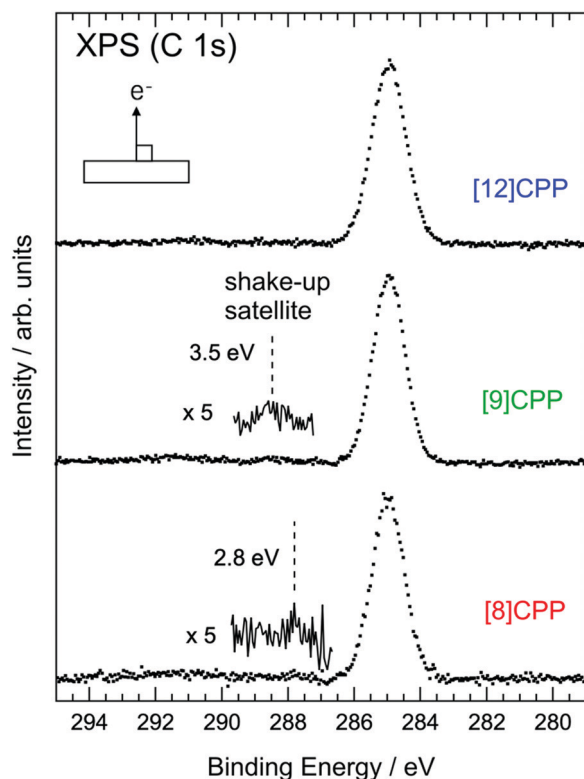 XPS (C 1s)
e-
[12]CPP
shake-up
satellite
3.5 eV
x 5
[9]CPP
2.8 eV
x 5
[8]CPP
Intensity / arb. units
294 292 290 288 286 284 282 280
Binding Energy / eV